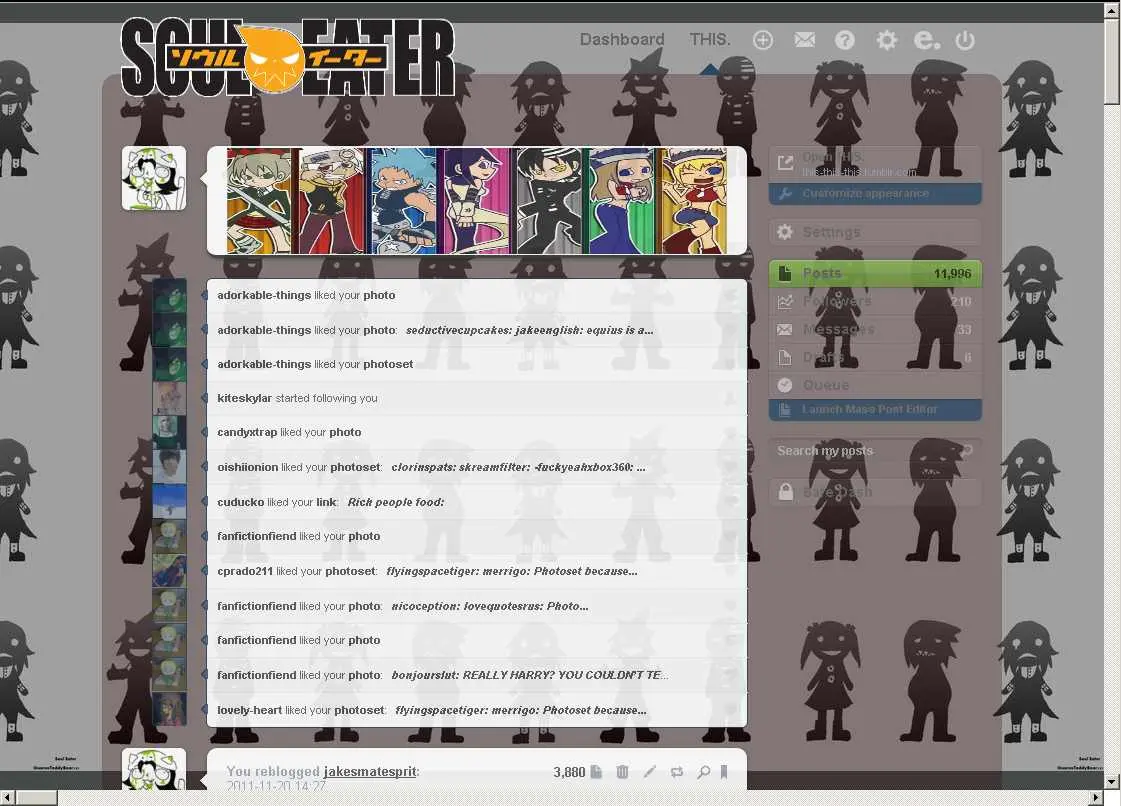 SOUL EATER
ソウルイーター
Dashboard THIS.
Open THIS.
this-this-this.tumblr.com
Customize appearance
Settings
Posts 11,996
Followers 210
Messages 33
Drafts 6
Queue
Launch Mass Post Editor
Search my posts
Save Dash
adorkable-things liked your photo
adorkable-things liked your photo: seductivecupcakes: jakeenglish: equius is a...
adorkable-things liked your photoset
kiteskylar started following you
candyxtrap liked your photo
oishiionion liked your photoset: clorinspats: skreamfilter: -fuckyeahxbox360: ...
cuducko liked your link: Rich people food:
fanfictionfiend liked your photo
cprado211 liked your photoset: flyingspacetiger: merrigo: Photoset because...
fanfictionfiend liked your photo: nicoception: lovequotesrus: Photo...
fanfictionfiend liked your photo
fanfictionfiend liked your photo: bonjourslut: REALLY HARRY? YOU COULDN'T TE...
lovely-heart liked your photoset: flyingspacetiger: merrigo: Photoset because...
You reblogged jakesmatesprit: 3,880
2011-11-20 14:27
Soul Eater
Soul Eater